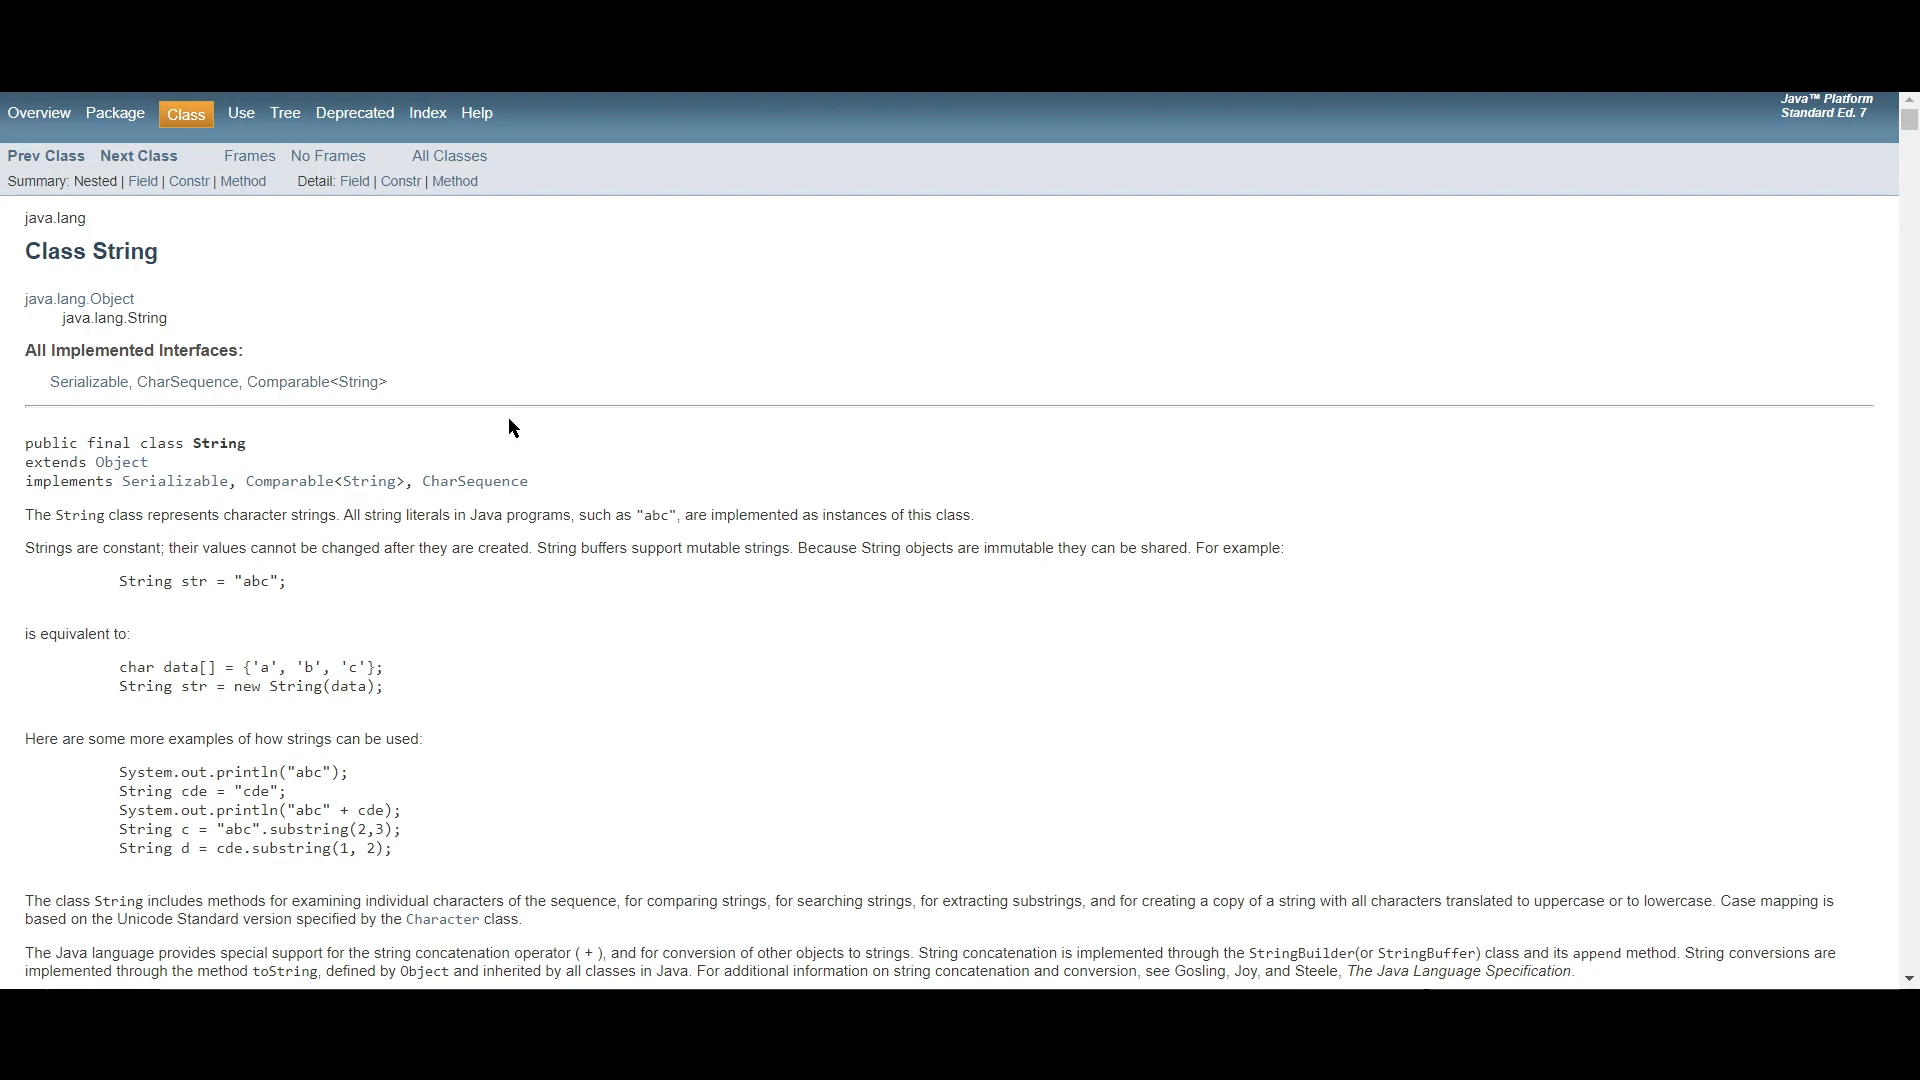 Overview Package Class Use Tree Deprecated Index Help
Java™ Platform
Standard Ed. 7
Prev Class Next Class Frames No Frames All Classes
Summary: Nested | Field | Constr | Method Detail: Field | Constr | Method
java.lang
Class String
java.lang.Object
java.lang.String
All Implemented Interfaces:
Serializable, CharSequence, Comparable<String>
public final class String
extends Object
implements Serializable, Comparable<String>, CharSequence
The String class represents character strings. All string literals in Java programs, such as "abc", are implemented as instances of this class.
Strings are constant; their values cannot be changed after they are created. String buffers support mutable strings. Because String objects are immutable they can be shared. For example:
String str = "abc";
is equivalent to:
char data[] = {'a', 'b', 'c'};
String str = new String(data);
Here are some more examples of how strings can be used:
System.out.println("abc");
String cde = "cde";
System.out.println("abc" + cde);
String c = "abc".substring(2,3);
String d = cde.substring(1, 2);
The class String includes methods for examining individual characters of the sequence, for comparing strings, for searching strings, for extracting substrings, and for creating a copy of a string with all characters translated to uppercase or to lowercase. Case mapping is
based on the Unicode Standard version specified by the Character class.
The Java language provides special support for the string concatenation operator ( + ), and for conversion of other objects to strings. String concatenation is implemented through the StringBuilder(or StringBuffer) class and its append method. String conversions are
implemented through the method toString, defined by Object and inherited by all classes in Java. For additional information on string concatenation and conversion, see Gosling, Joy, and Steele, The Java Language Specification.